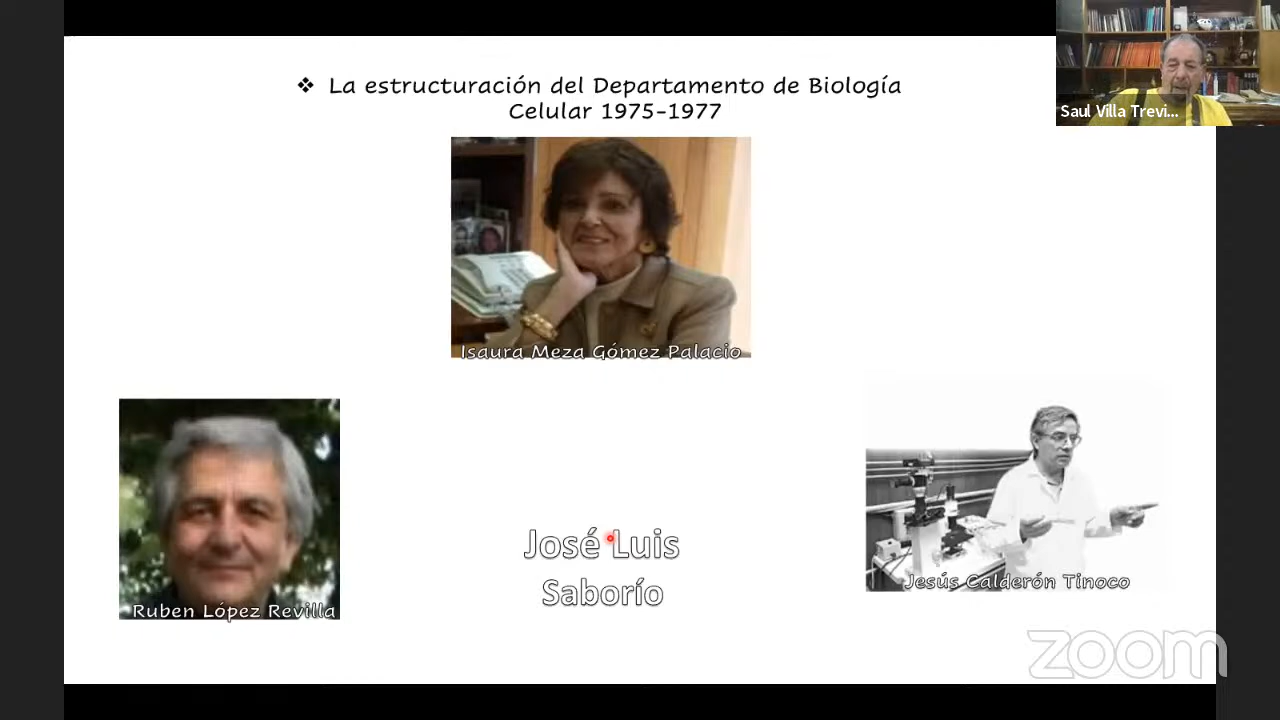 ❖ La estructuración del Departamento de Biología
Celular 1975-1977
Saul Villa Trevi...
Isaura Meza Gómez Palacio
Ruben López Revilla
José Luis
Saborío
Jesús Calderón Tinoco
zoom